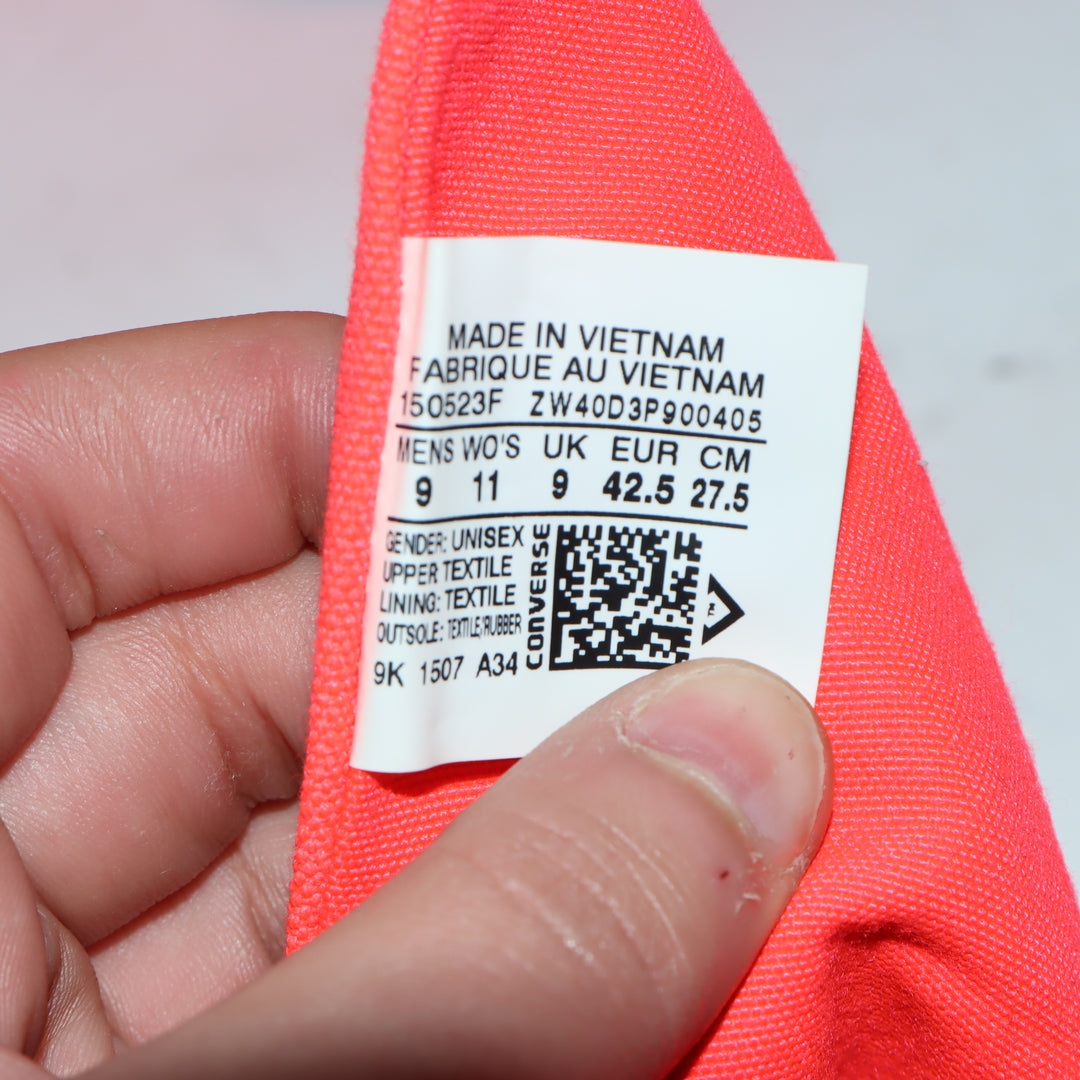 MADE IN VIETNAM
FABRIQUE AU VIETNAM
150523F ZW40D3P900405
MENS WO'S UK EUR CM
9 11 9 42.5 27.5
GENDER: UNISEX
UPPER TEXTILE
LINING: TEXTILE
OUTSOLE: TEXTILE/RUBBER
9K 1507 A34
CONVERSE
TM